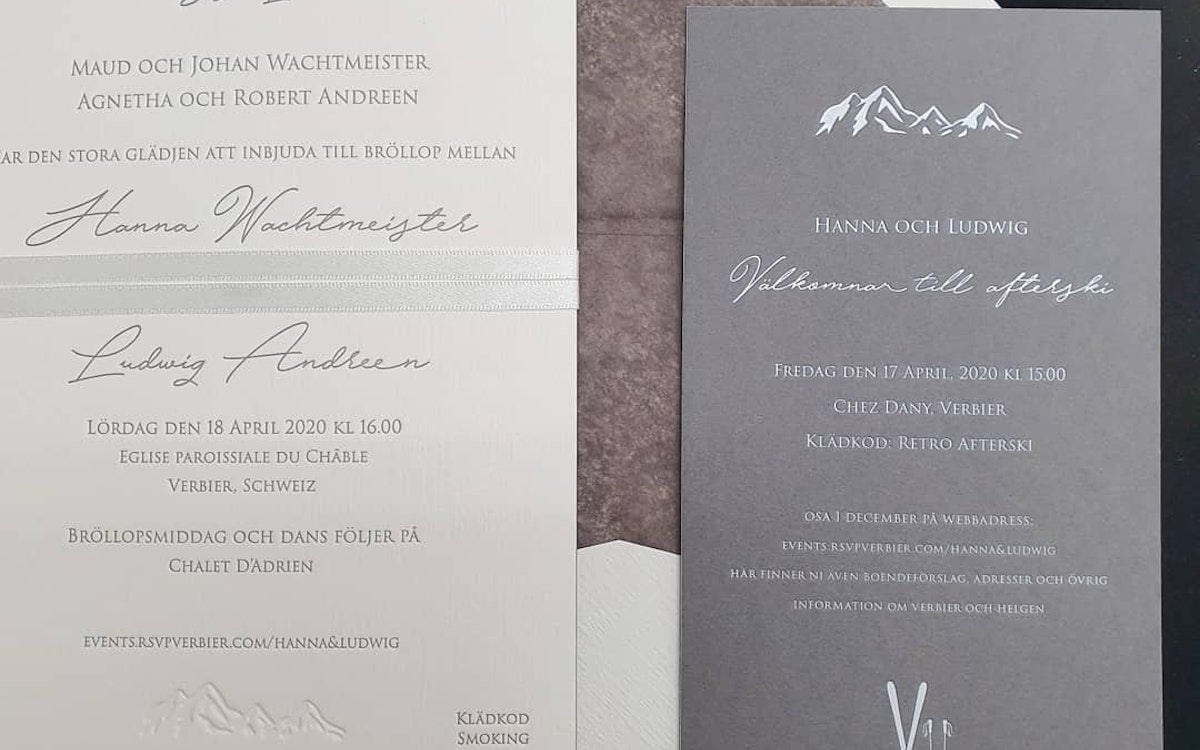 Maud och Johan Wachtmeister
Agnetha och Robert Andreen
ar den stora glädjen att inbjuda till bröllop mellan
Hanna Wachtmeister
Ludwig Andreen
Lördag den 18 April 2020 kl 16.00
Eglise paroissiale du Châble
Verbier, Schweiz
Bröllopsmiddag och dans följer på
Chalet D'Adrien
events.rsvpverbier.com/hanna&ludwig
Klädkod
Smoking
Hanna och Ludwig
Välkomnar till afterski
Fredag den 17 April, 2020 kl 15.00
Chez Dany, Verbier
Klädkod: Retro Afterski
osa 1 december på webbadress:
events.rsvpverbier.com/hanna&ludwig
Här finner ni även boendeförslag, adresser och övrig
information om Verbier och helgen